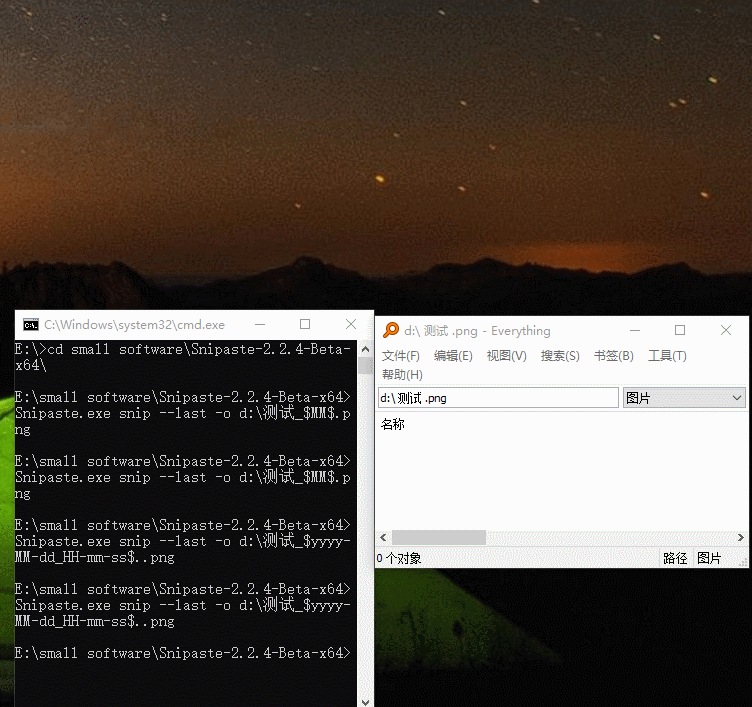 C:\Windows\system32\cmd.exe
E:\>cd small software\Snipaste-2.2.4-Beta-
x64\
E:\small software\Snipaste-2.2.4-Beta-x64>
Snipaste.exe snip --last -o d:\测试_$MM$.p
ng
E:\small software\Snipaste-2.2.4-Beta-x64>
Snipaste.exe snip --last -o d:\测试_$MM$.p
ng
E:\small software\Snipaste-2.2.4-Beta-x64>
Snipaste.exe snip --last -o d:\测试_$yyyy-
MM-dd_HH-mm-ss$..png
E:\small software\Snipaste-2.2.4-Beta-x64>
Snipaste.exe snip --last -o d:\测试_$yyyy-
MM-dd_HH-mm-ss$..png
E:\small software\Snipaste-2.2.4-Beta-x64>
d:\ 测试 .png - Everything
文件(F) 编辑(E) 视图(V) 搜索(S) 书签(B) 工具(T)
帮助(H)
d:\ 测试 .png 图片
名称
0 个对象 路径 图片